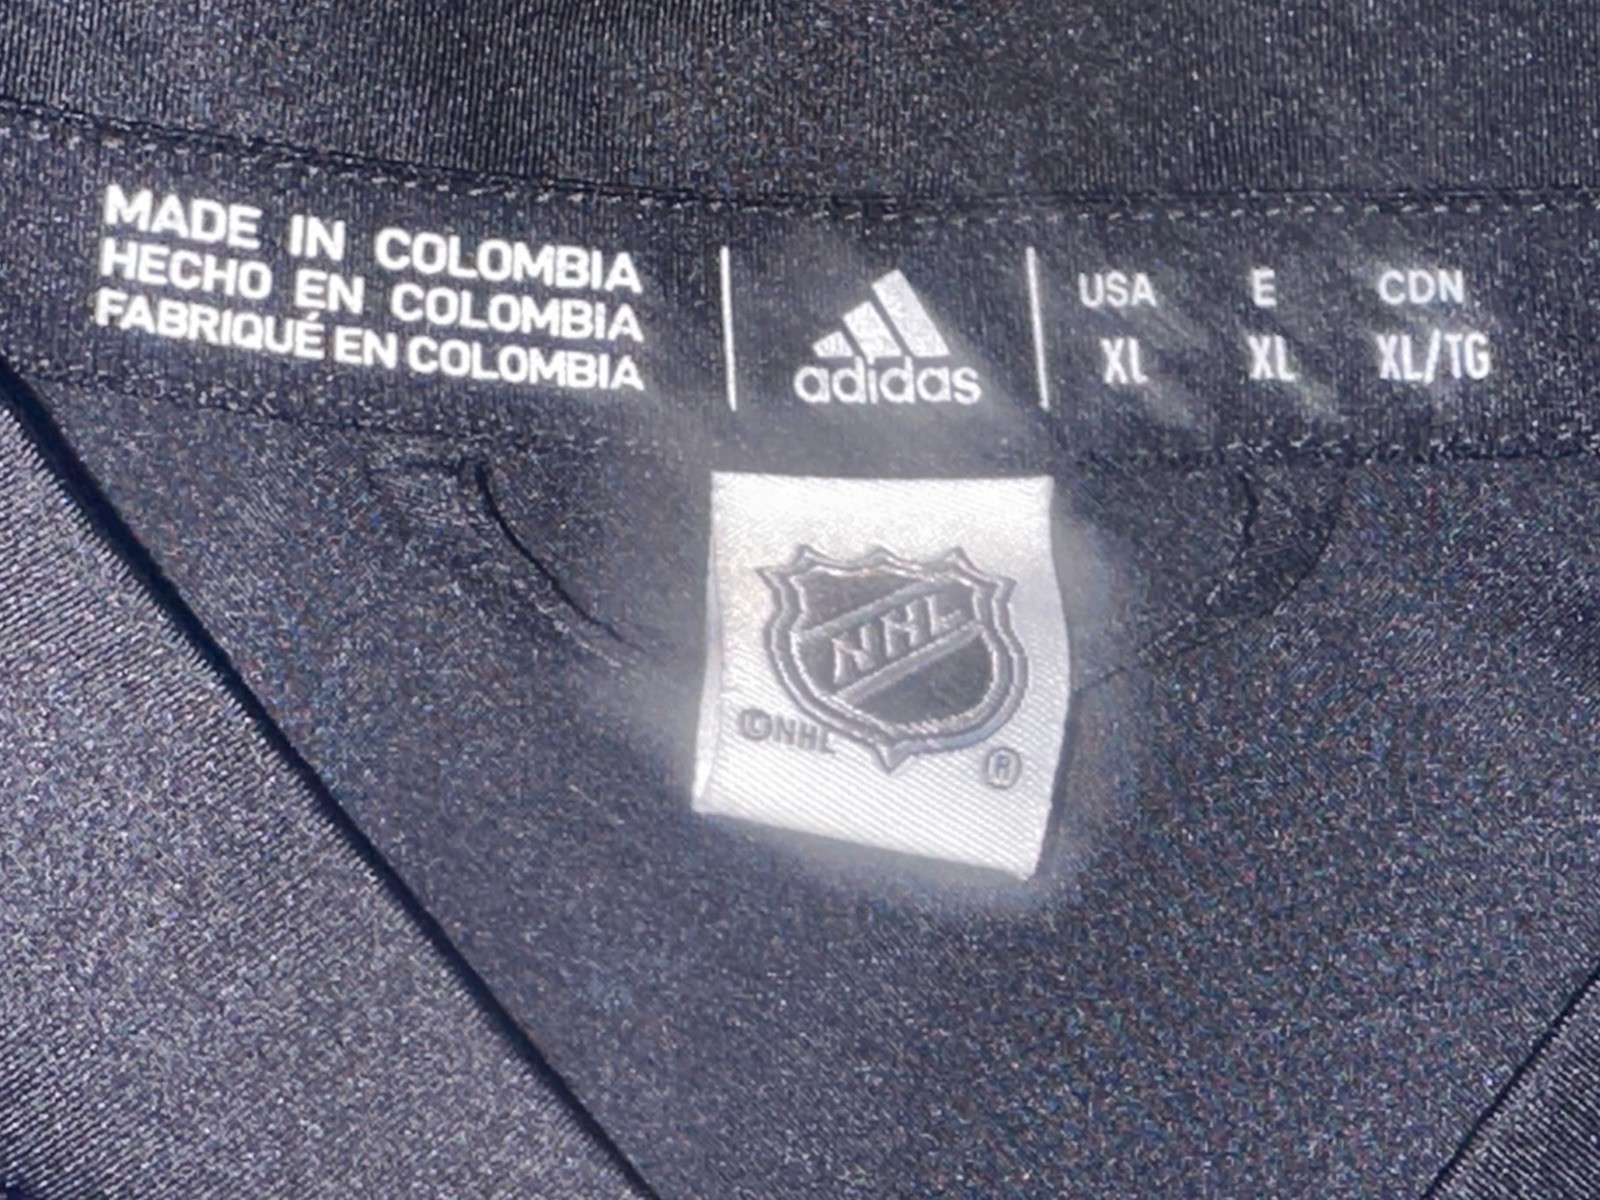 MADE IN COLOMBIA
HECHO EN COLOMBIA
FABRIQUÉ EN COLOMBIA
adidas
USA E CDN
XL XL XL/TG
NHL
©NHL
®